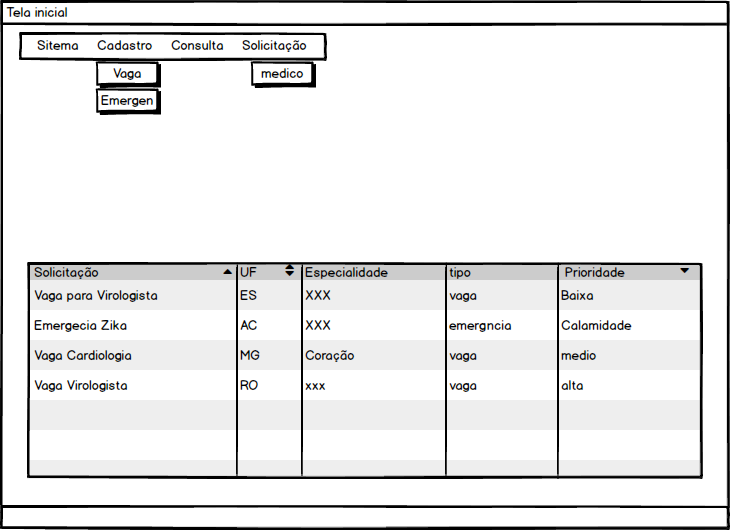 Tela inicial
Sitema Cadastro Consulta Solicitação
Vaga medico
Emergen
Solicitação UF Especialidade tipo Prioridade
Vaga para Virologista ES XXX vaga Baixa
Emergecia Zika AC XXX emergncia Calamidade
Vaga Cardiologia MG Coração vaga medio
Vaga Virologista RO xxx vaga alta